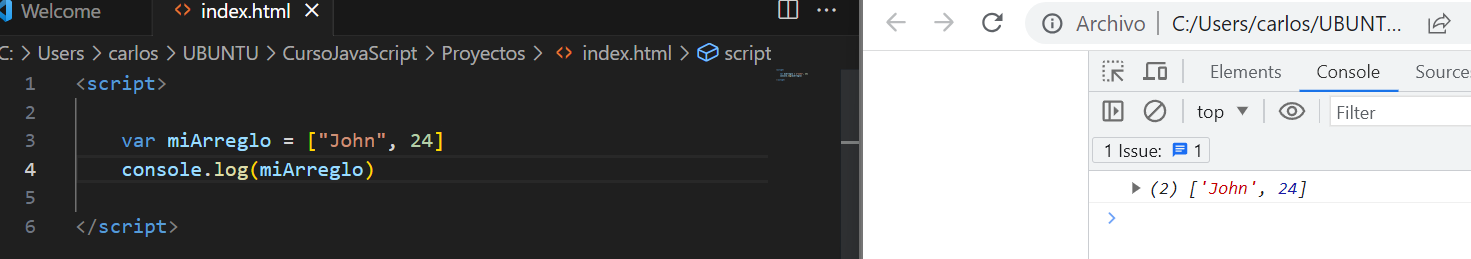 Welcome
index.html
C: > Users > carlos > UBUNTU > CursoJavaScript > Proyectos > index.html > script
1 <script>
2
3 var miArreglo = ["John", 24]
4 console.log(miArreglo)
5
6 </script>
Archivo C:/Users/carlos/UBUNT...
Elements Console Source
top Filter
1 Issue: 1
(2) ['John', 24]